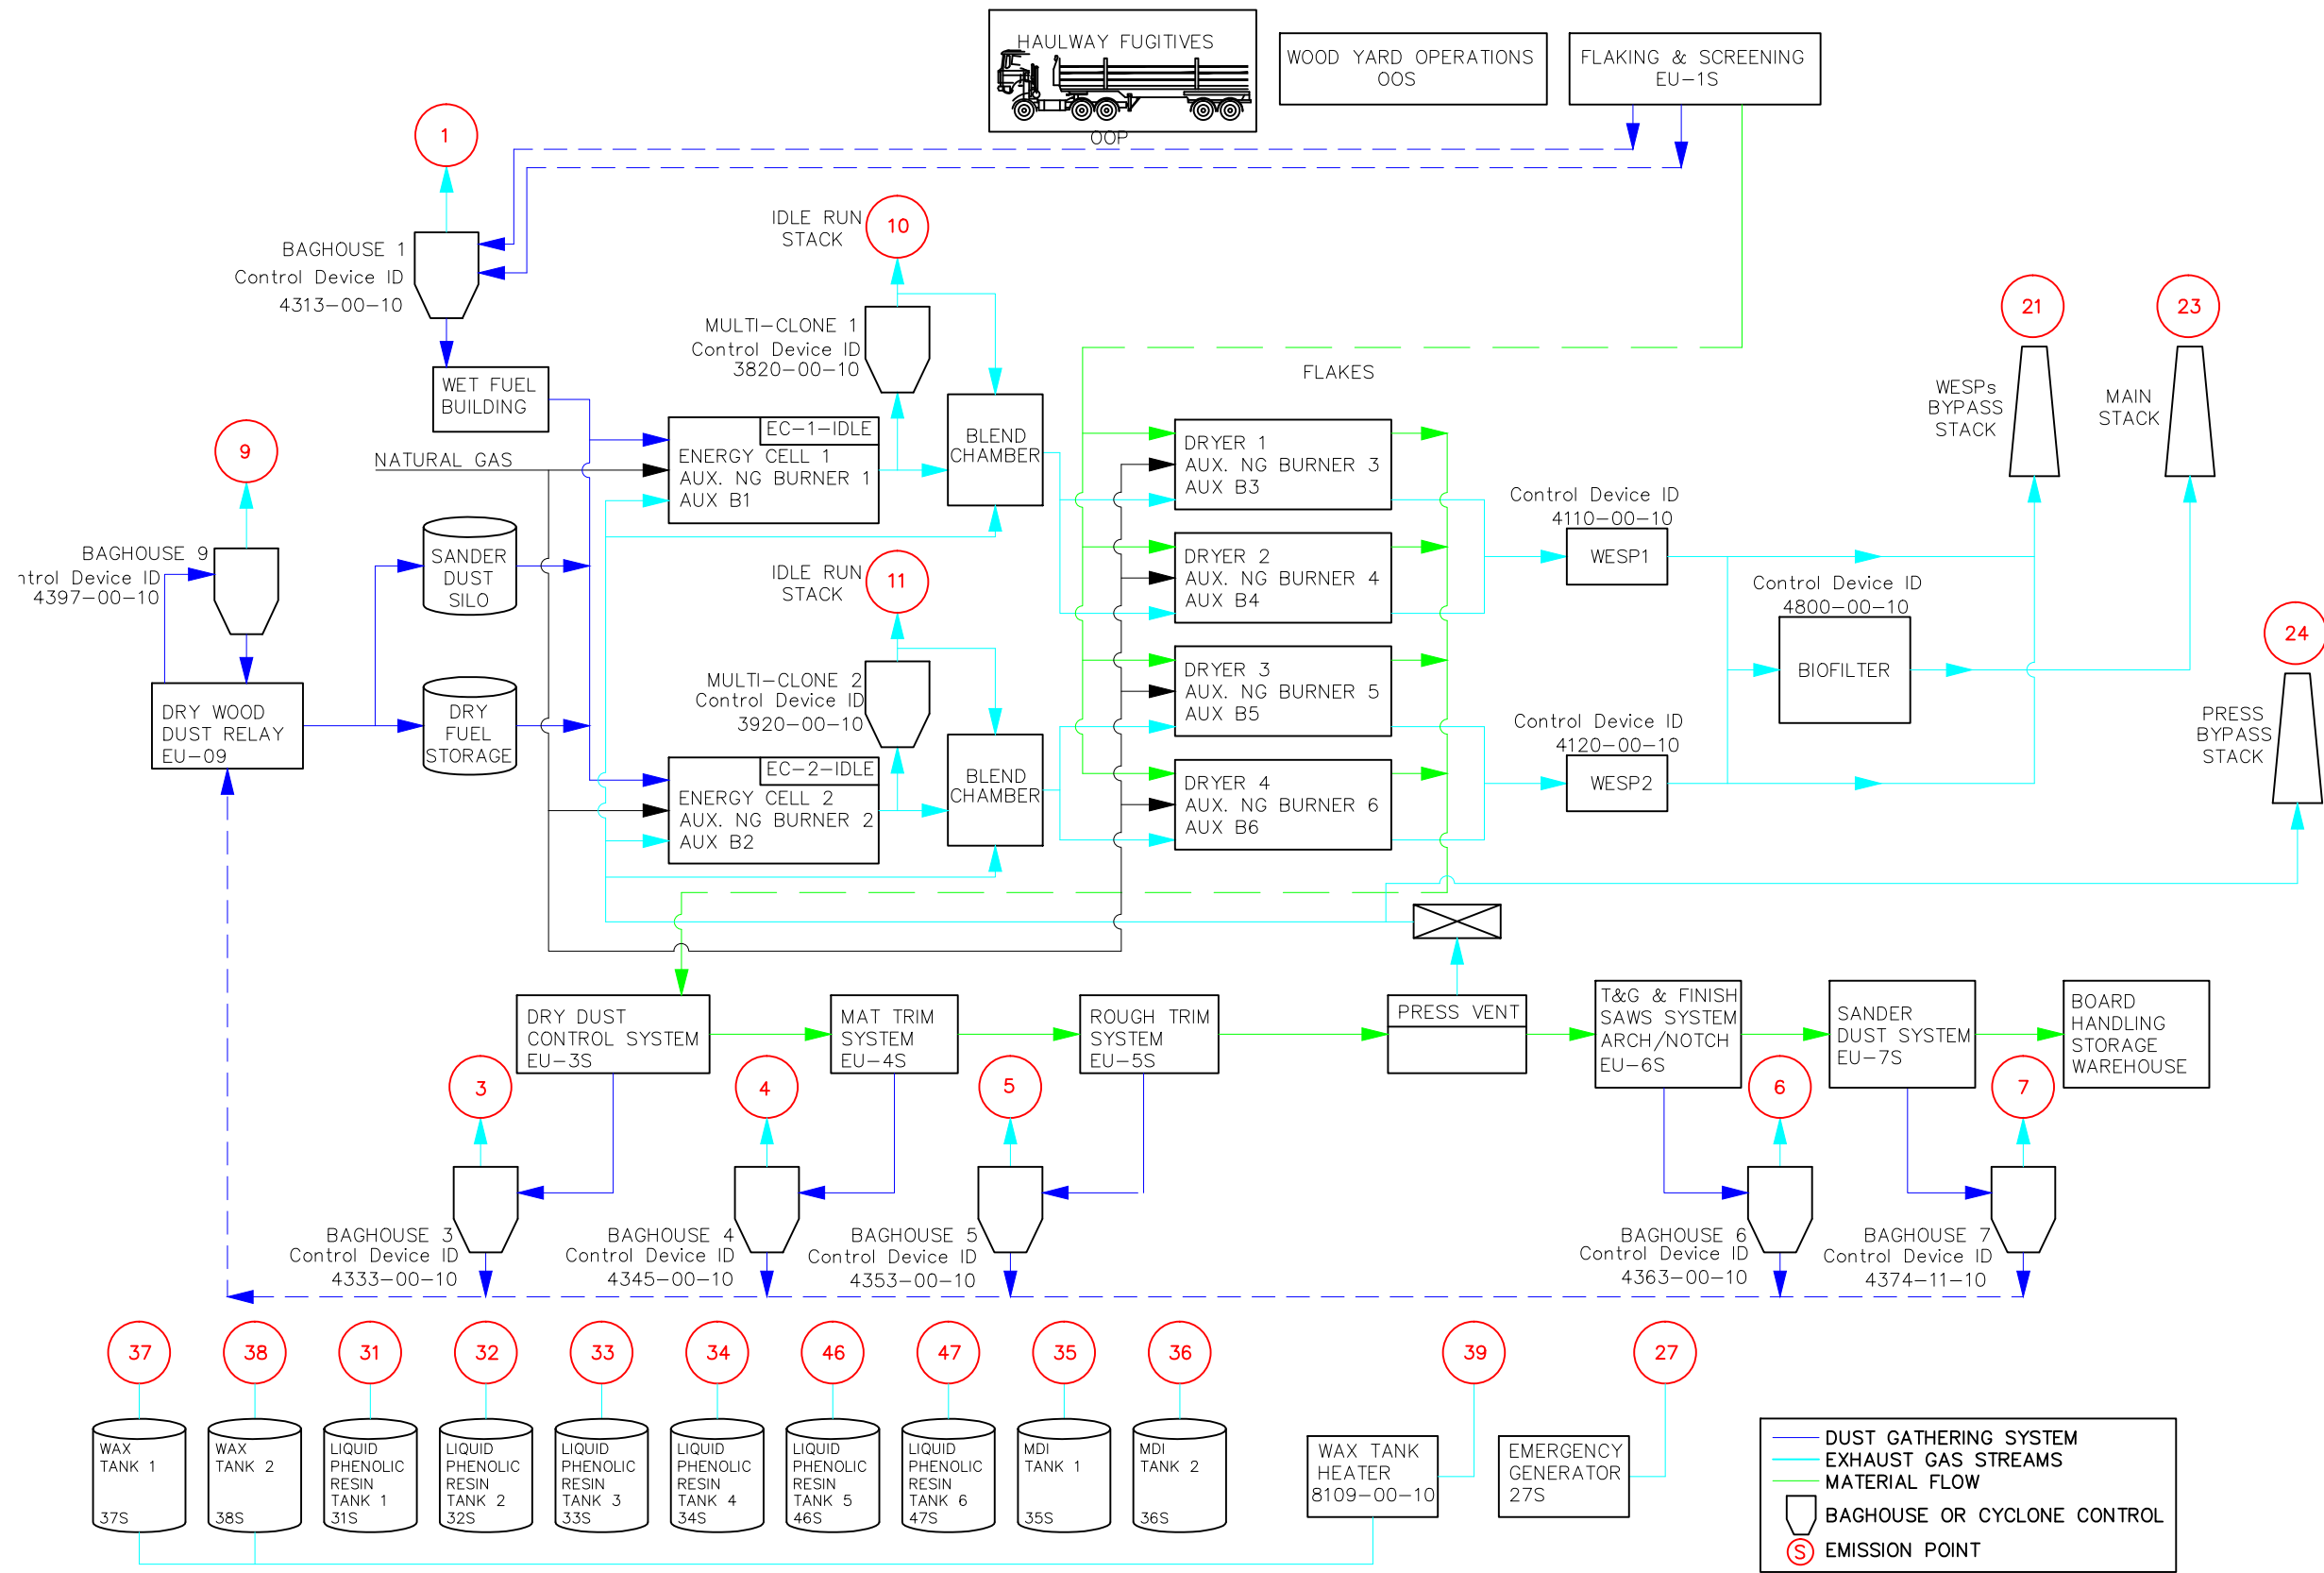 HAULWAY FUGITIVES
OOP
WOOD YARD OPERATIONS
OOS
FLAKING & SCREENING
EU-1S
1
BAGHOUSE 1
Control Device ID
4313-00-10
IDLE RUN
STACK
10
MULTI-CLONE 1
Control Device ID
3820-00-10
WET FUEL
BUILDING
NATURAL GAS
EC-1-IDLE
ENERGY CELL 1
AUX. NG BURNER 1
AUX B1
BLEND
CHAMBER
FLAKES
DRYER 1
AUX. NG BURNER 3
AUX B3
DRYER 2
AUX. NG BURNER 4
AUX B4
DRYER 3
AUX. NG BURNER 5
AUX B5
DRYER 4
AUX. NG BURNER 6
AUX B6
Control Device ID
4110-00-10
WESP1
Control Device ID
4120-00-10
WESP2
Control Device ID
4800-00-10
BIOFILTER
21
WESPs
BYPASS
STACK
23
MAIN
STACK
24
PRESS
BYPASS
STACK
9
BAGHOUSE 9
ntrol Device ID
4397-00-10
SANDER
DUST
SILO
DRY
FUEL
STORAGE
DRY WOOD
DUST RELAY
EU-09
IDLE RUN
STACK
11
MULTI-CLONE 2
Control Device ID
3920-00-10
EC-2-IDLE
ENERGY CELL 2
AUX. NG BURNER 2
AUX B2
BLEND
CHAMBER
DRY DUST
CONTROL SYSTEM
EU-3S
MAT TRIM
SYSTEM
EU-4S
ROUGH TRIM
SYSTEM
EU-5S
PRESS VENT
T&G & FINISH
SAWS SYSTEM
ARCH/NOTCH
EU-6S
SANDER
DUST SYSTEM
EU-7S
BOARD
HANDLING
STORAGE
WAREHOUSE
3
4
5
6
7
BAGHOUSE 3
Control Device ID
4333-00-10
BAGHOUSE 4
Control Device ID
4345-00-10
BAGHOUSE 5
Control Device ID
4353-00-10
BAGHOUSE 6
Control Device ID
4363-00-10
BAGHOUSE 7
Control Device ID
4374-11-10
37
38
31
32
33
34
46
47
35
36
39
27
WAX
TANK 1
37S
WAX
TANK 2
38S
LIQUID
PHENOLIC
RESIN
TANK 1
31S
LIQUID
PHENOLIC
RESIN
TANK 2
32S
LIQUID
PHENOLIC
RESIN
TANK 3
33S
LIQUID
PHENOLIC
RESIN
TANK 4
34S
LIQUID
PHENOLIC
RESIN
TANK 5
46S
LIQUID
PHENOLIC
RESIN
TANK 6
47S
MDI
TANK 1
35S
MDI
TANK 2
36S
WAX TANK
HEATER
8109-00-10
EMERGENCY
GENERATOR
27S
DUST GATHERING SYSTEM
EXHAUST GAS STREAMS
MATERIAL FLOW
BAGHOUSE OR CYCLONE CONTROL
S EMISSION POINT